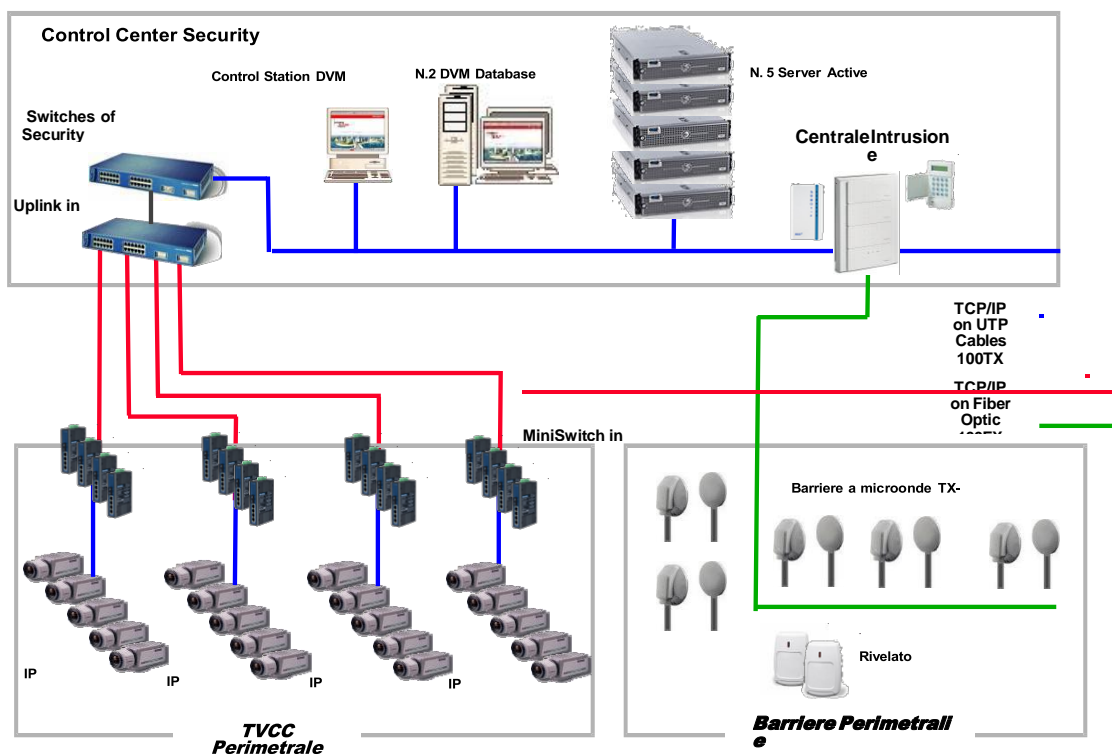 Control Center Security
Control Station DVM
N.2 DVM Database
N. 5 Server Active
Switches of
Security
CentraleIntrusion
e
Uplink in
TCP/IP
on UTP
Cables
100TX
TCP/IP
on Fiber
Optic
MiniSwitch in
Barriere a microonde TX-
Rivelato
IP
IP
IP
IP
TVCC
Perimetrale
Barriere Perimetrali
e